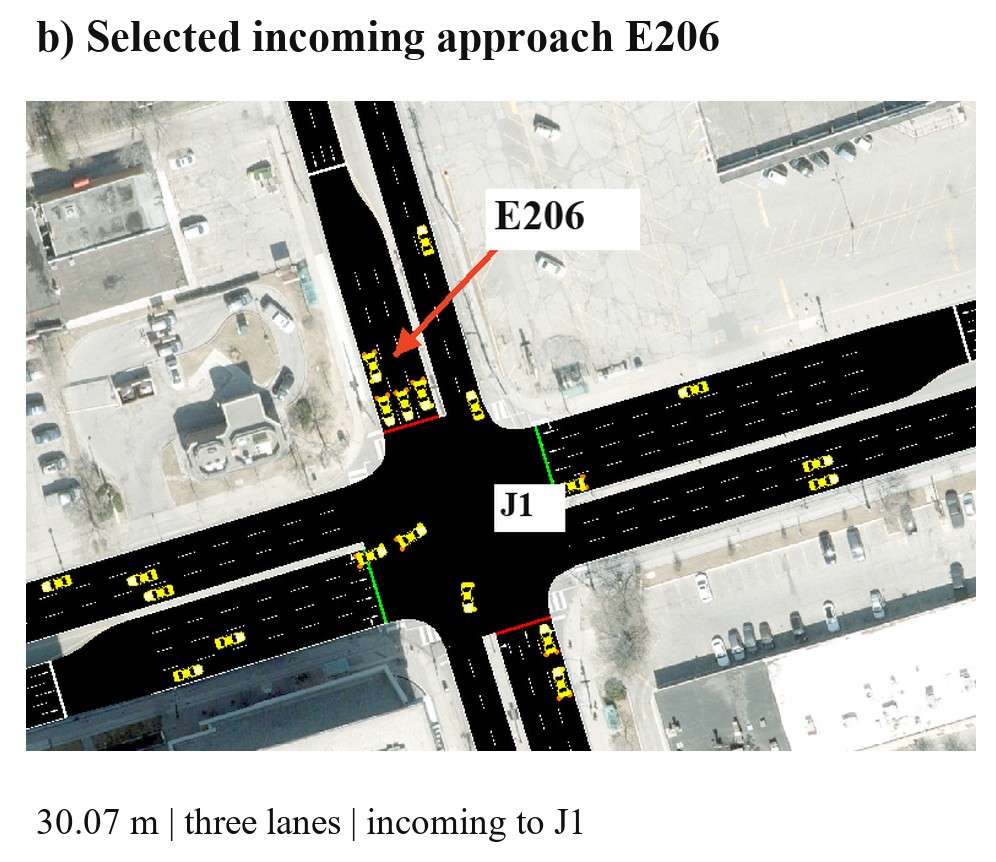 b) Selected incoming approach E206
E206
J1
30.07 m | three lanes | incoming to J1